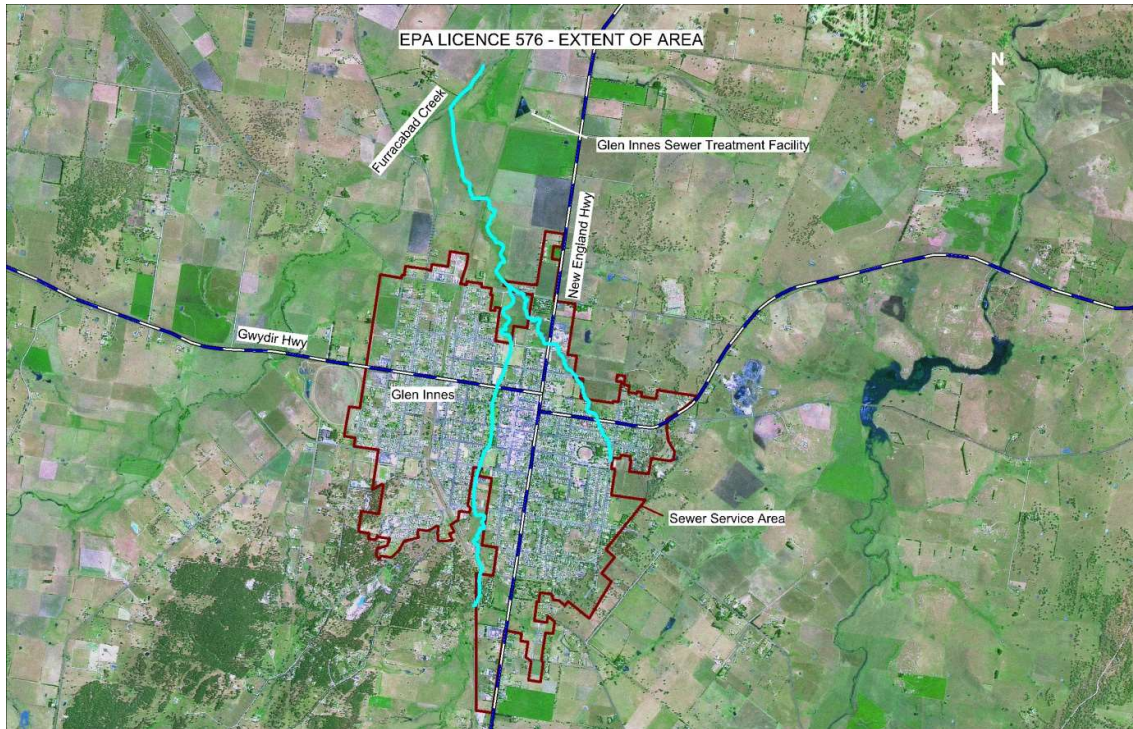 EPA LICENCE 576 - EXTENT OF AREA
N
Furracabad Creek
Glen Innes Sewer Treatment Facility
New England Hwy
Gwydir Hwy
Glen Innes
Sewer Service Area